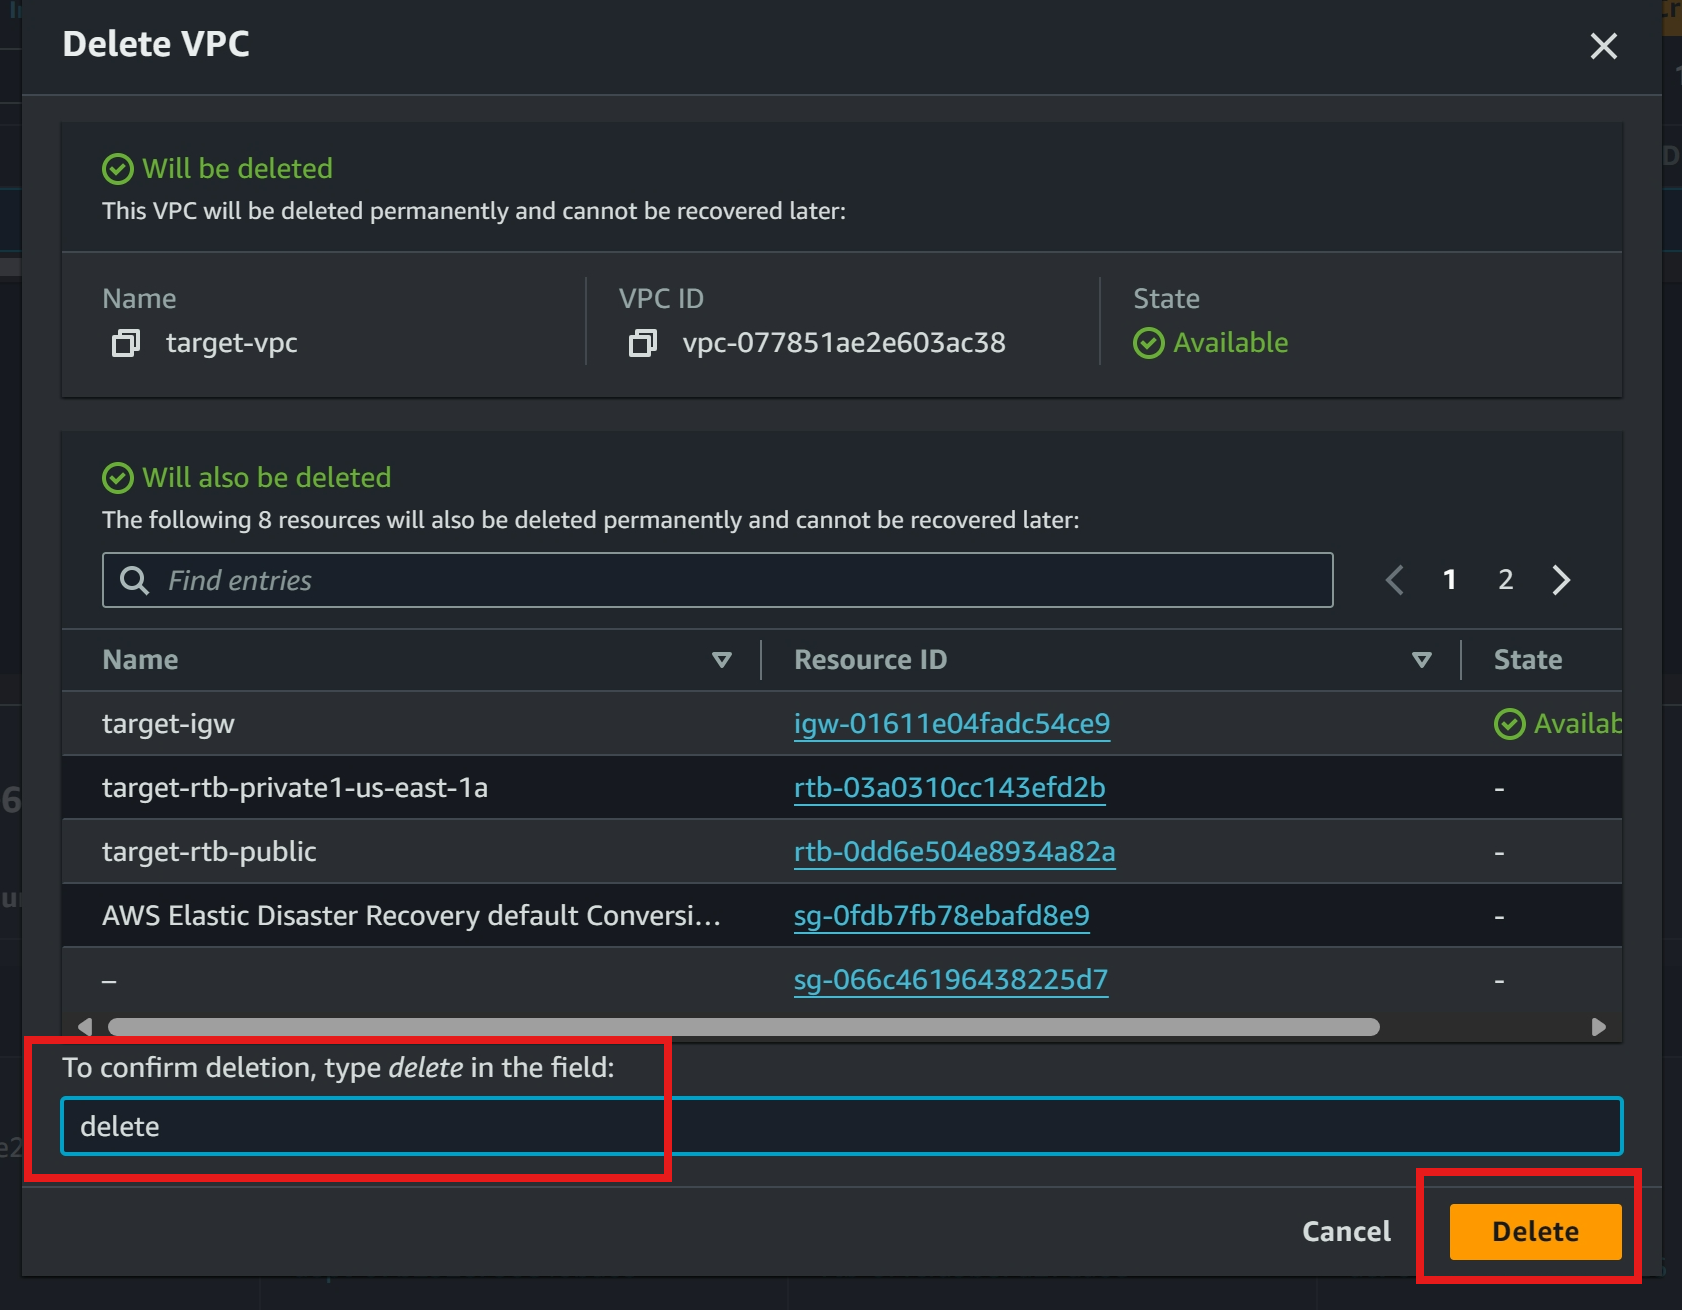 Delete VPC
Will be deleted
This VPC will be deleted permanently and cannot be recovered later:
Name VPC ID State
target-vpc vpc-077851ae2e603ac38 Available
Will also be deleted
The following 8 resources will also be deleted permanently and cannot be recovered later:
Find entries 1 2
Name Resource ID State
target-igw igw-01611e04fadc54ce9 Availab
target-rtb-private1-us-east-1a rtb-03a0310cc143efd2b -
target-rtb-public rtb-0dd6e504e8934a82a -
AWS Elastic Disaster Recovery default Conversi... sg-0fdb7fb78ebafd8e9 -
– sg-066c46196438225d7 -
To confirm deletion, type delete in the field:
delete
Cancel Delete